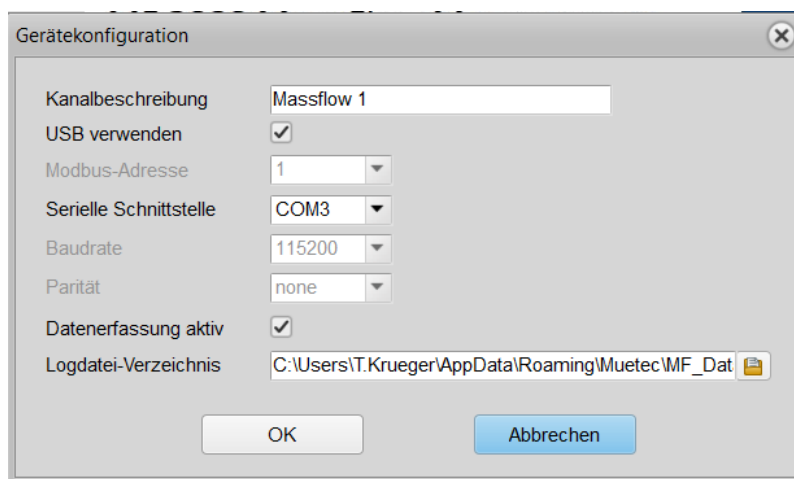 Gerätekonfiguration
Kanalbeschreibung Massflow 1
USB verwenden
Modbus-Adresse 1
Serielle Schnittstelle COM3
Baudrate 115200
Parität none
Datenerfassung aktiv
Logdatei-Verzeichnis C:\Users\T.Krueger\AppData\Roaming\Muetec\MF_Dat
OK Abbrechen